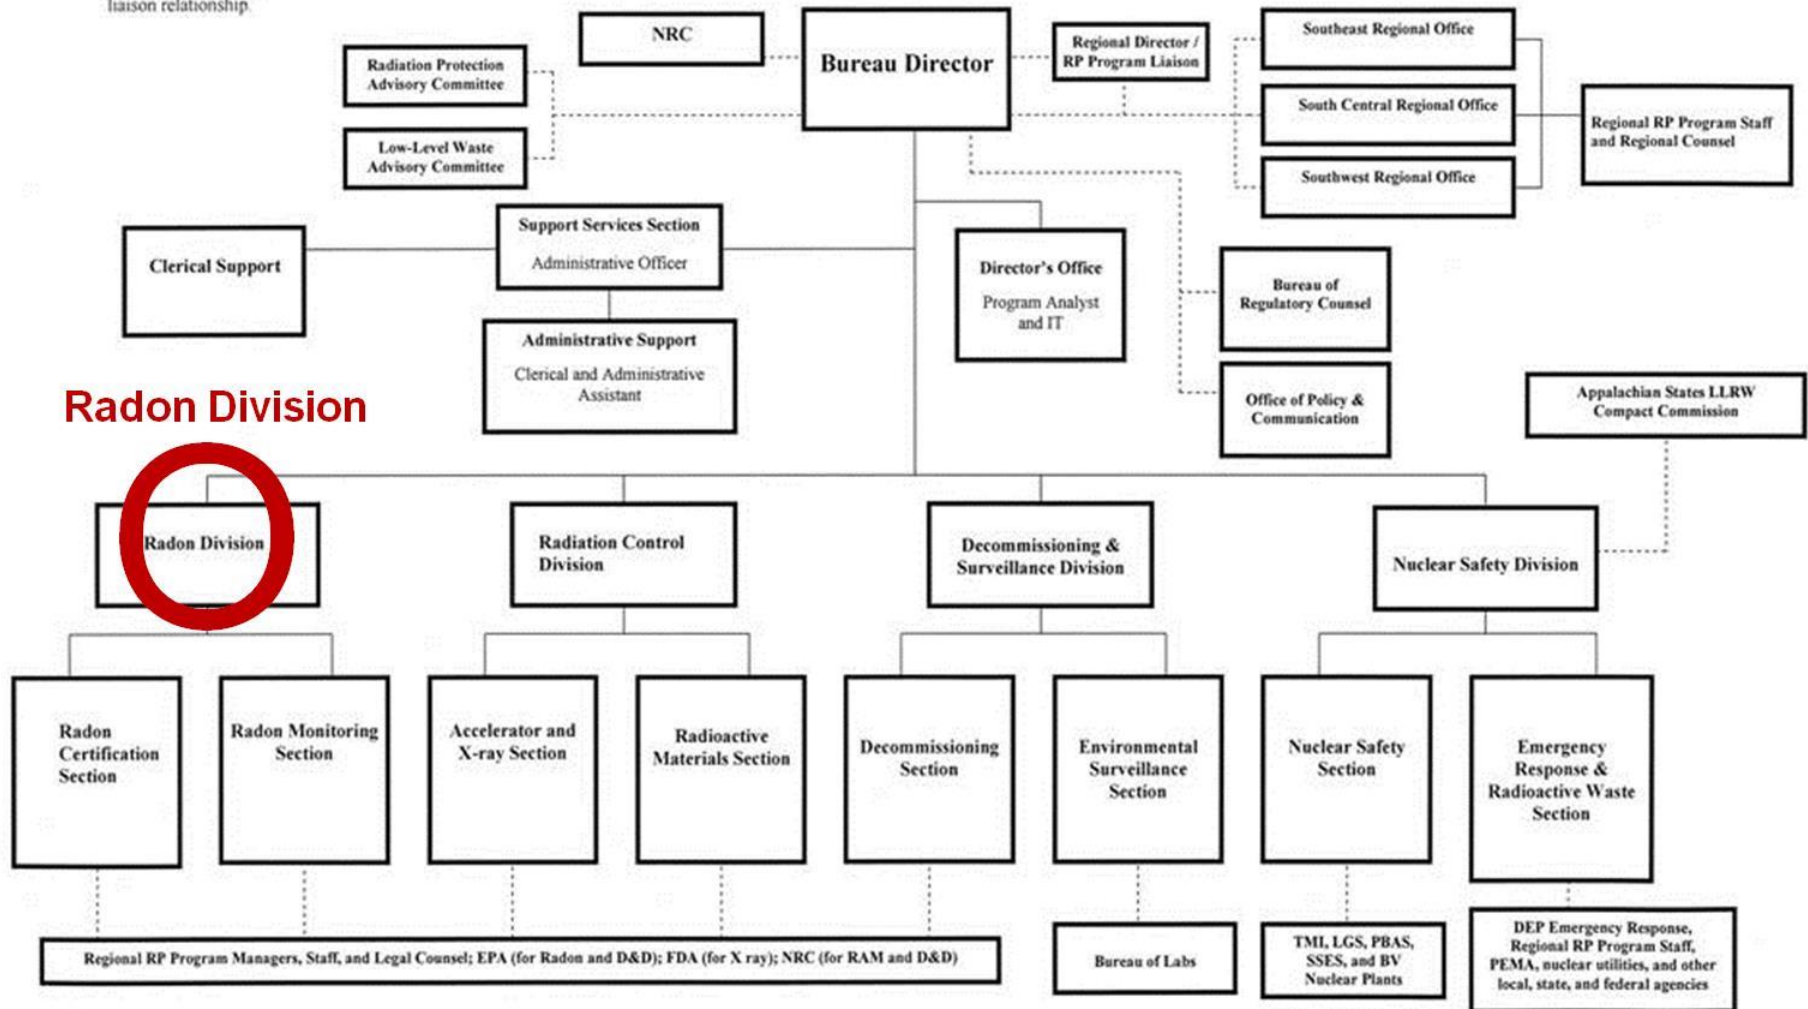 liaison relationship.
NRC
Bureau Director
Regional Director /
RP Program Liaison
Southeast Regional Office
Radiation Protection
Advisory Committee
South Central Regional Office
Regional RP Program Staff
and Regional Counsel
Low-Level Waste
Advisory Committee
Southwest Regional Office
Support Services Section
Administrative Officer
Clerical Support
Director's Office
Program Analyst
and IT
Bureau of
Regulatory Counsel
Administrative Support
Clerical and Administrative
Assistant
Office of Policy &
Communication
Appalachian States LLRW
Compact Commission
Radon Division
Radon Division
Radiation Control
Division
Decommissioning &
Surveillance Division
Nuclear Safety Division
Radon
Certification
Section
Radon Monitoring
Section
Accelerator and
X-ray Section
Radioactive
Materials Section
Decommissioning
Section
Environmental
Surveillance
Section
Nuclear Safety
Section
Emergency
Response &
Radioactive Waste
Section
Regional RP Program Managers, Staff, and Legal Counsel; EPA (for Radon and D&D); FDA (for X ray); NRC (for RAM and D&D)
Bureau of Labs
TMI, LGS, PBAS,
SSES, and BV
Nuclear Plants
DEP Emergency Response,
Regional RP Program Staff,
PEMA, nuclear utilities, and other
local, state, and federal agencies